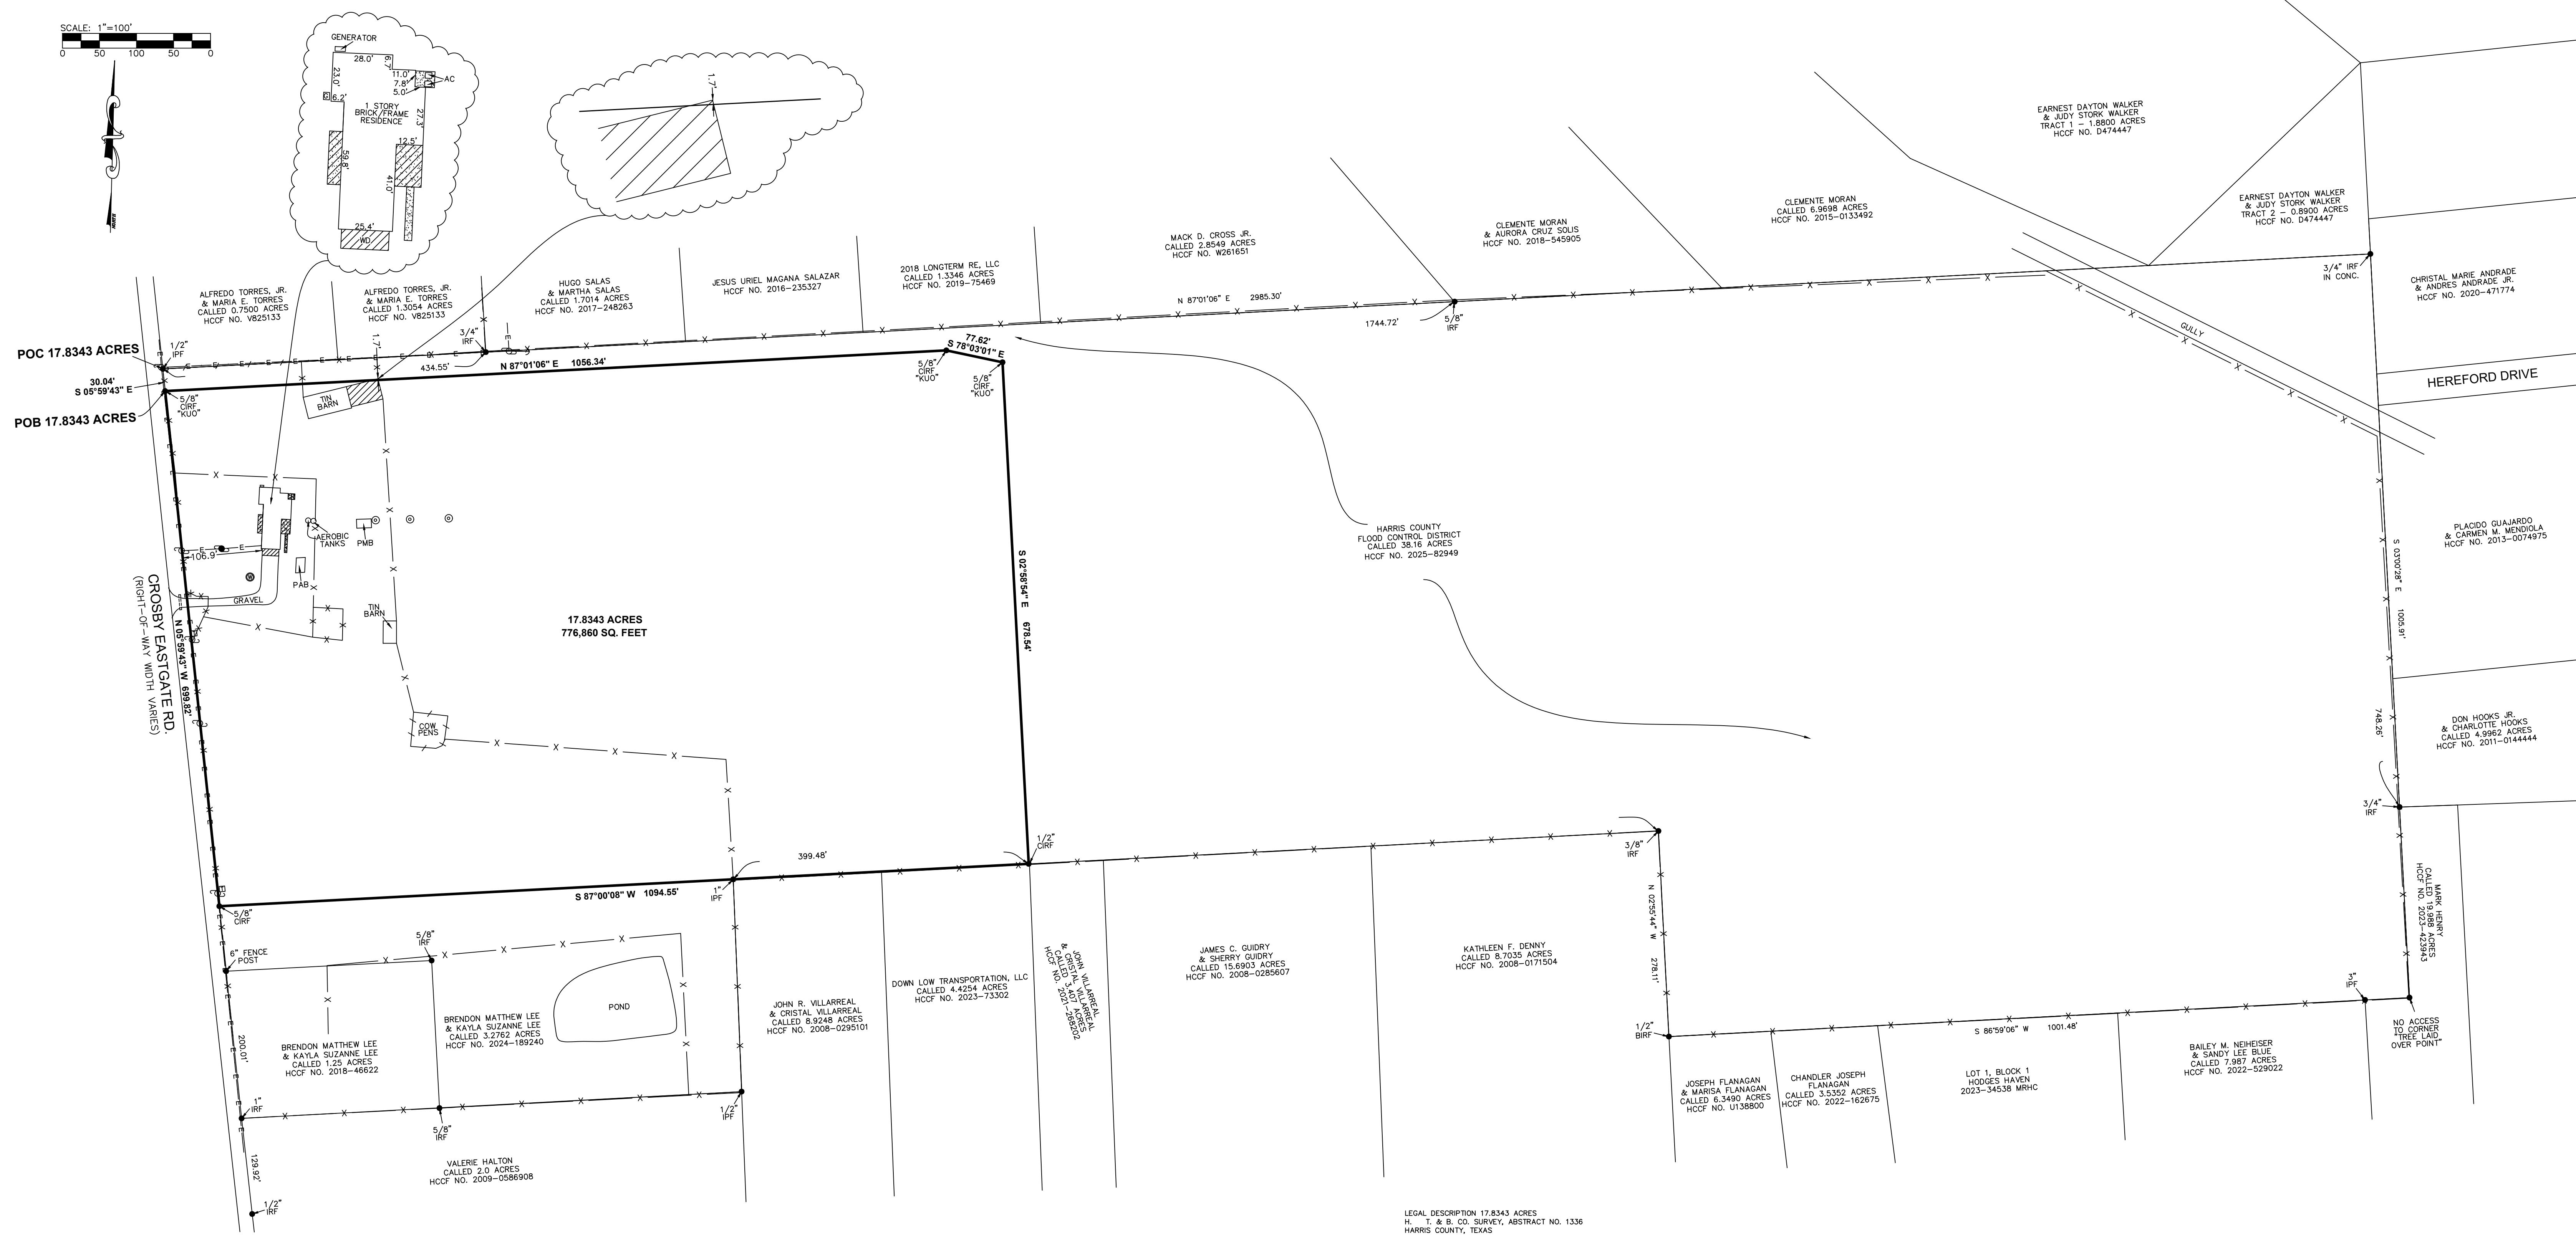 SCALE: 1"=100'
0 50 100 50 0
GENERATOR
28.0'
6.7'
23.0'
11.0'
7.8'
5.0'
AC
6.2'
1 STORY
BRICK/FRAME
RESIDENCE
27.3'
12.5'
59.8'
41.0'
25.4'
WD
1.7'
EARNEST DAYTON WALKER
& JUDY STORK WALKER
TRACT 1 - 1.8800 ACRES
HCCF NO. D474447
EARNEST DAYTON WALKER
& JUDY STORK WALKER
TRACT 2 - 0.8900 ACRES
HCCF NO. D474447
CLEMENTE MORAN
CALLED 6.9698 ACRES
HCCF NO. 2015-0133492
CLEMENTE MORAN
& AURORA CRUZ SOLIS
HCCF NO. 2018-545905
MACK D. CROSS JR.
CALLED 2.8549 ACRES
HCCF NO. W261651
2018 LONGTERM RE, LLC
CALLED 1.3346 ACRES
HCCF NO. 2019-75469
JESUS URIEL MAGANA SALAZAR
HCCF NO. 2016-235327
HUGO SALAS
& MARTHA SALAS
CALLED 1.7014 ACRES
HCCF NO. 2017-248263
ALFREDO TORRES, JR.
& MARIA E. TORRES
CALLED 1.3054 ACRES
HCCF NO. V825133
ALFREDO TORRES, JR.
& MARIA E. TORRES
CALLED 0.7500 ACRES
HCCF NO. V825133
3/4" IRF
IN CONC.
CHRISTAL MARIE ANDRADE
& ANDRES ANDRADE JR.
HCCF NO. 2020-471774
N 87°01'06" E 2985.30'
1744.72'
5/8"
IRF
GULLY
HEREFORD DRIVE
POC 17.8343 ACRES
1/2"
IPF
1.7'
3/4"
IRF
434.55'
N 87°01'06" E 1056.34'
77.62'
S 78°03'01" E
5/8"
CIRF
"KUO"
5/8"
CIRF
"KUO"
30.04'
S 05°59'43" E
5/8"
CIRF
"KUO"
POB 17.8343 ACRES
TIN
BARN
AEROBIC
TANKS
PMB
106.9'
PAB
GRAVEL
TIN
BARN
CROSBY EASTGATE RD.
(RIGHT-OF-WAY WIDTH VARIES)
N 05°59'43" W 699.82'
17.8343 ACRES
776,860 SQ. FEET
S 02°58'54" E 678.54'
HARRIS COUNTY
FLOOD CONTROL DISTRICT
CALLED 38.16 ACRES
HCCF NO. 2025-82949
PLACIDO GUAJARDO
& CARMEN M. MENDIOLA
HCCF NO. 2013-0074975
S 03°00'28" E 1005.91'
748.26'
DON HOOKS JR.
& CHARLOTTE HOOKS
CALLED 4.9962 ACRES
HCCF NO. 2011-0144444
3/4"
IRF
COW
PENS
1/2"
CIRF
399.48'
S 87°00'08" W 1094.55'
1"
IPF
5/8"
CIRF
3/8"
IRF
N 02°55'44" W 278.11'
MARK HENRY
CALLED 19.988 ACRES
HCCF NO. 2023-423943
6" FENCE
POST
5/8"
IRF
POND
BRENDON MATTHEW LEE
& KAYLA SUZANNE LEE
CALLED 1.25 ACRES
HCCF NO. 2018-46622
BRENDON MATTHEW LEE
& KAYLA SUZANNE LEE
CALLED 3.2762 ACRES
HCCF NO. 2024-189240
JOHN R. VILLARREAL
& CRISTAL VILLARREAL
CALLED 8.9248 ACRES
HCCF NO. 2008-0295101
DOWN LOW TRANSPORTATION, LLC
CALLED 4.4254 ACRES
HCCF NO. 2023-73302
JOHN VILLARREAL
& CRISTAL VILLARREAL
CALLED 3.407 ACRES
HCCF NO. 2021-268202
JAMES C. GUIDRY
& SHERRY GUIDRY
CALLED 15.6903 ACRES
HCCF NO. 2008-0285607
KATHLEEN F. DENNY
CALLED 8.7035 ACRES
HCCF NO. 2008-0171504
1/2"
BIRF
3"
IPF
S 86°59'06" W 1001.48'
NO ACCESS
TO CORNER
"TREE LAID
OVER POINT"
JOSEPH FLANAGAN
& MARISA FLANAGAN
CALLED 6.3490 ACRES
HCCF NO. U138800
CHANDLER JOSEPH
FLANAGAN
CALLED 3.5352 ACRES
HCCF NO. 2022-162675
LOT 1, BLOCK 1
HODGES HAVEN
2023-34538 MRHC
BAILEY M. NEIHEISER
& SANDY LEE BLUE
CALLED 7.987 ACRES
HCCF NO. 2022-529022
200.01'
1"
IRF
5/8"
IRF
1/2"
IPF
129.92'
1/2"
IRF
VALERIE HALTON
CALLED 2.0 ACRES
HCCF NO. 2009-0586908
LEGAL DESCRIPTION 17.8343 ACRES
H. T. & B. CO. SURVEY, ABSTRACT NO. 1336
HARRIS COUNTY, TEXAS